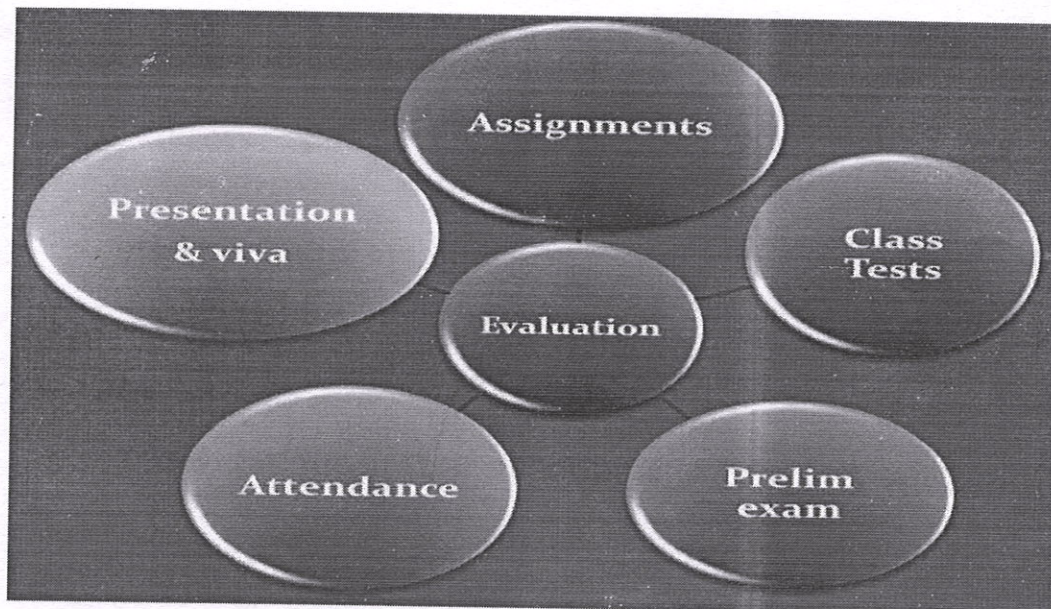 Assignments
Presentation
& viva
Class
Tests
Evaluation
Attendance
Prelim
exam